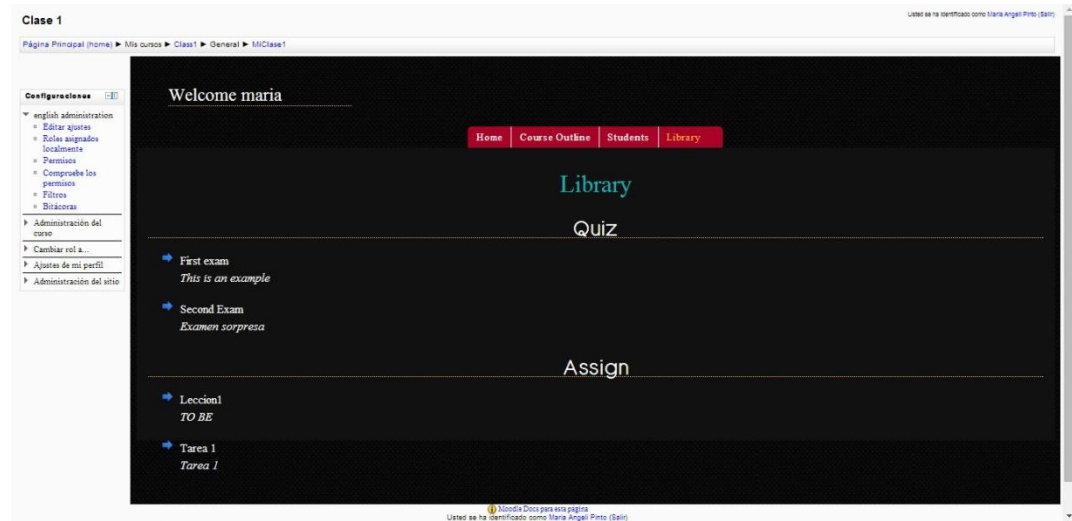 Clase 1
Usted se ha identificado como Maria Angeli Pinto (Salir)
Página Principal (home) ► Mis cursos ► Class1 ► General ► MiClase1
Configuraciones
english administration
Editar ajustes
Roles asignados
localmente
Permisos
Compruebe los
permisos
Filtros
Bitácoras
Administración del
curso
Cambiar rol a...
Ajustes de mi perfil
Administración del sitio
Welcome maria
Home Course Outline Students Library
Library
Quiz
First exam
This is an example
Second Exam
Examen sorpresa
Assign
Leccion1
TO BE
Tarea 1
Tarea 1
Moodle Docs para esta página
Usted se ha identificado como Maria Angeli Pinto (Salir)